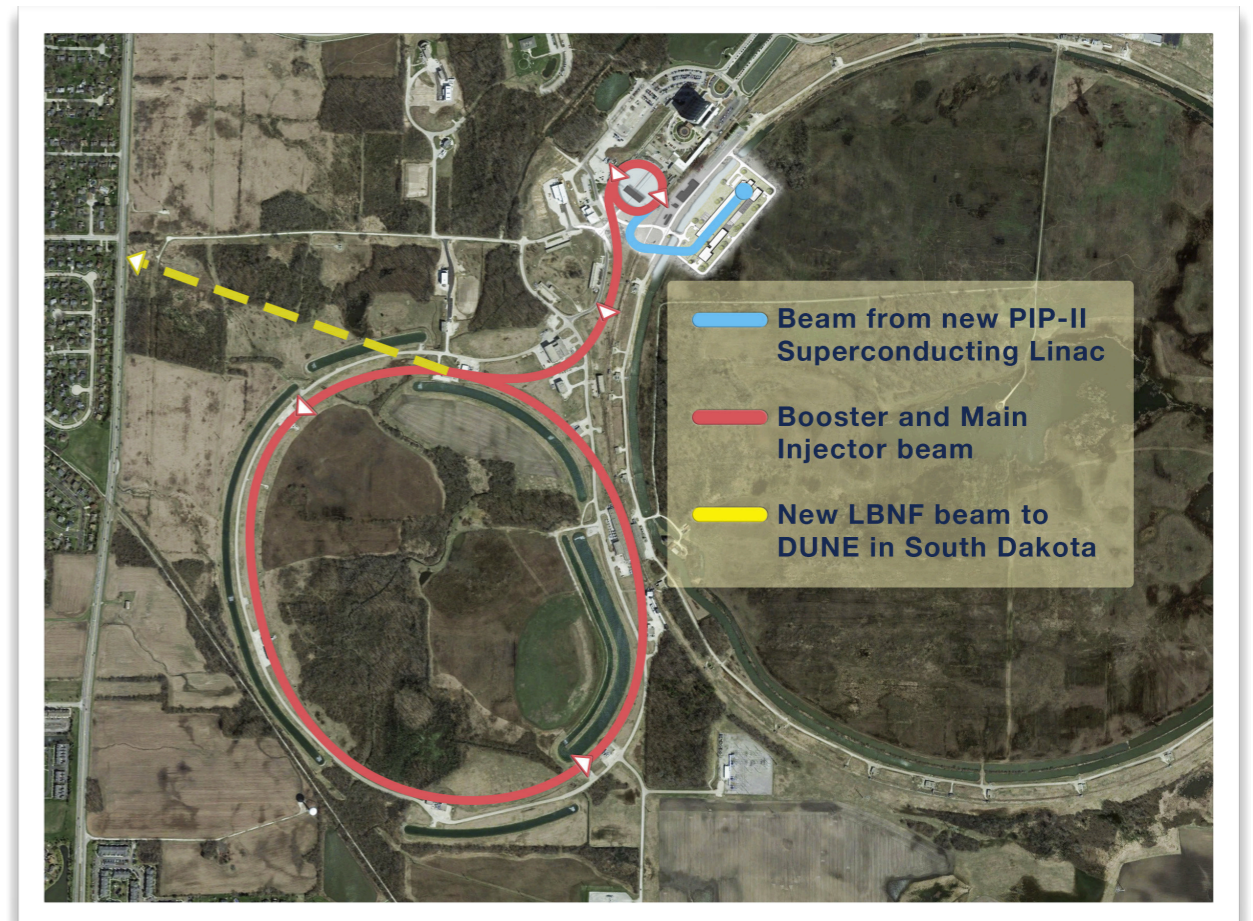 Beam from new PIP-II
Superconducting Linac
Booster and Main
Injector beam
New LBNF beam to
DUNE in South Dakota